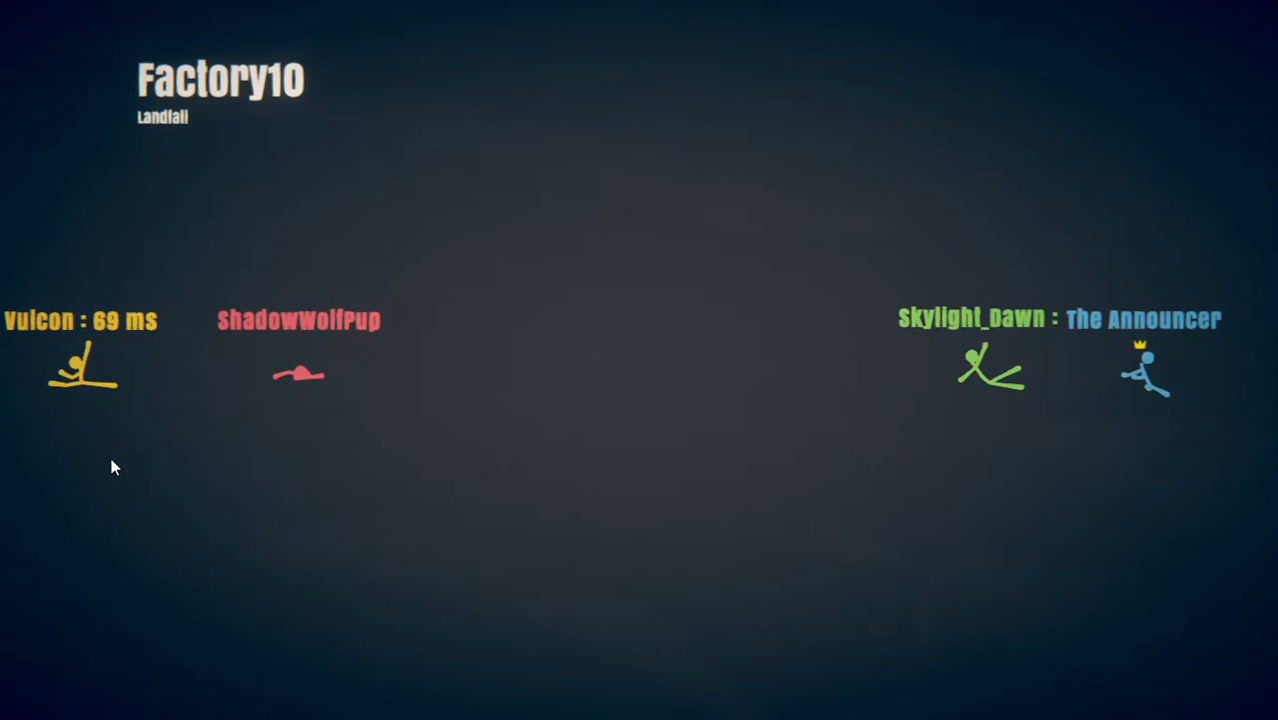 Factory10
Landfall
Vulcon : 69 ms
ShadowWolfPup
Skylight_Dawn :
The Announcer